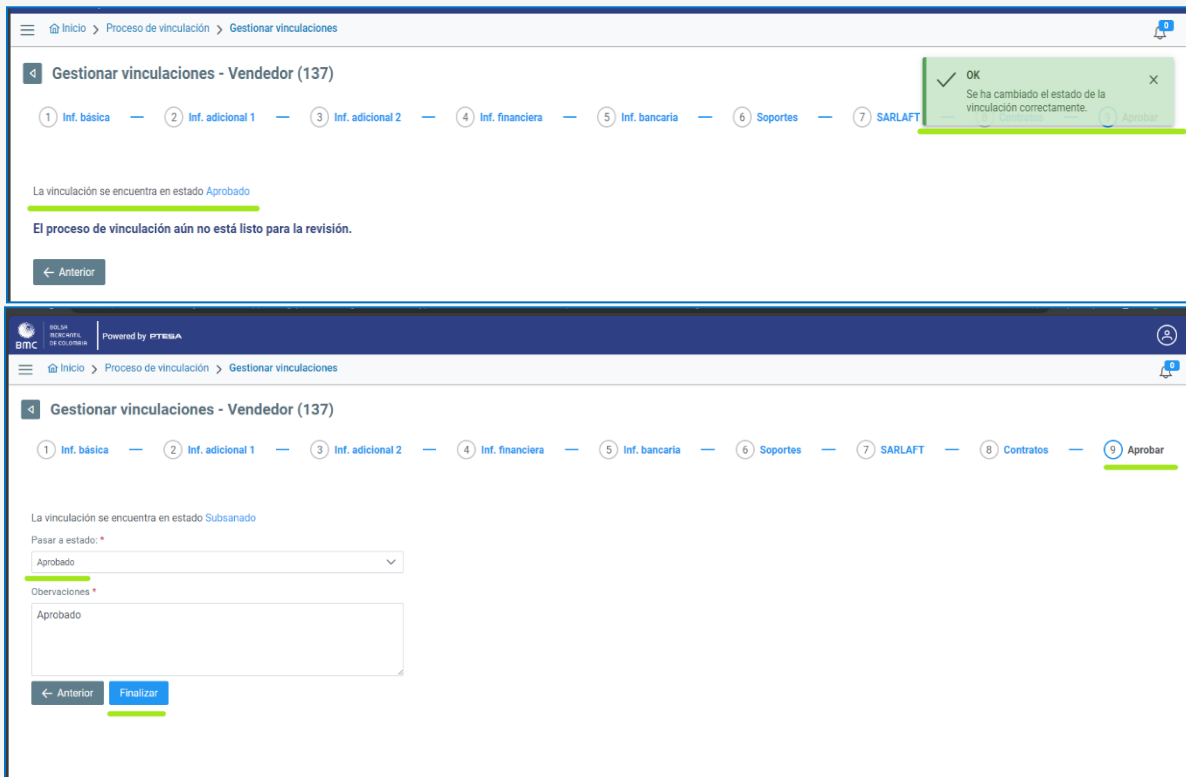 Inicio > Proceso de vinculación > Gestionar vinculaciones
0
Gestionar vinculaciones - Vendedor (137)
OK
Se ha cambiado el estado de la
vinculación correctamente.
1 Inf. básica — 2 Inf. adicional 1 — 3 Inf. adicional 2 — 4 Inf. financiera — 5 Inf. bancaria — 6 Soportes — 7 SARLAFT — 8 Contratos — 9 Aprobar
La vinculación se encuentra en estado Aprobado
El proceso de vinculación aún no está listo para la revisión.
← Anterior
BMC
BOLSA
MERCANTIL
DE COLOMBIA
Powered by PTESA
Inicio > Proceso de vinculación > Gestionar vinculaciones
0
Gestionar vinculaciones - Vendedor (137)
1 Inf. básica — 2 Inf. adicional 1 — 3 Inf. adicional 2 — 4 Inf. financiera — 5 Inf. bancaria — 6 Soportes — 7 SARLAFT — 8 Contratos — 9 Aprobar
La vinculación se encuentra en estado Subsanado
Pasar a estado: *
Aprobado
Obervaciones *
Aprobado
← Anterior
Finalizar